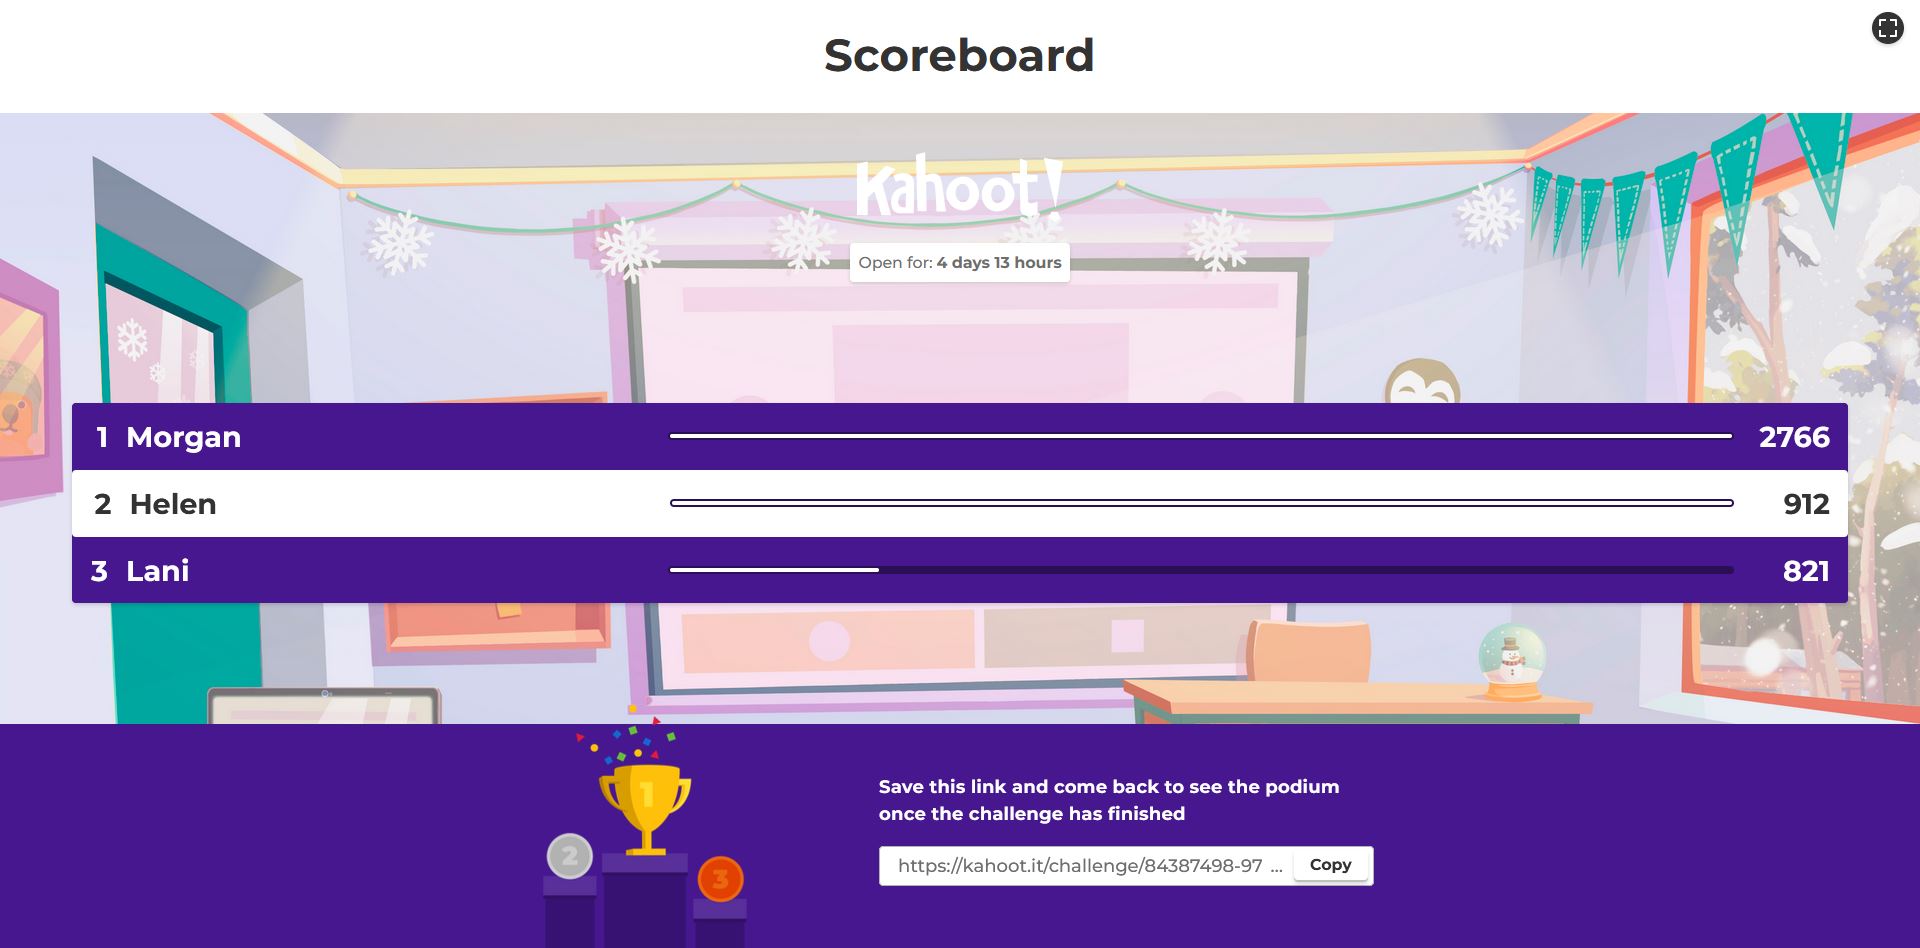 Scoreboard
Kahoot!
Open for: 4 days 13 hours
1 Morgan 2766
2 Helen 912
3 Lani 821
1
2
3
Save this link and come back to see the podium
once the challenge has finished
https://kahoot.it/challenge/84387498-97 ... Copy